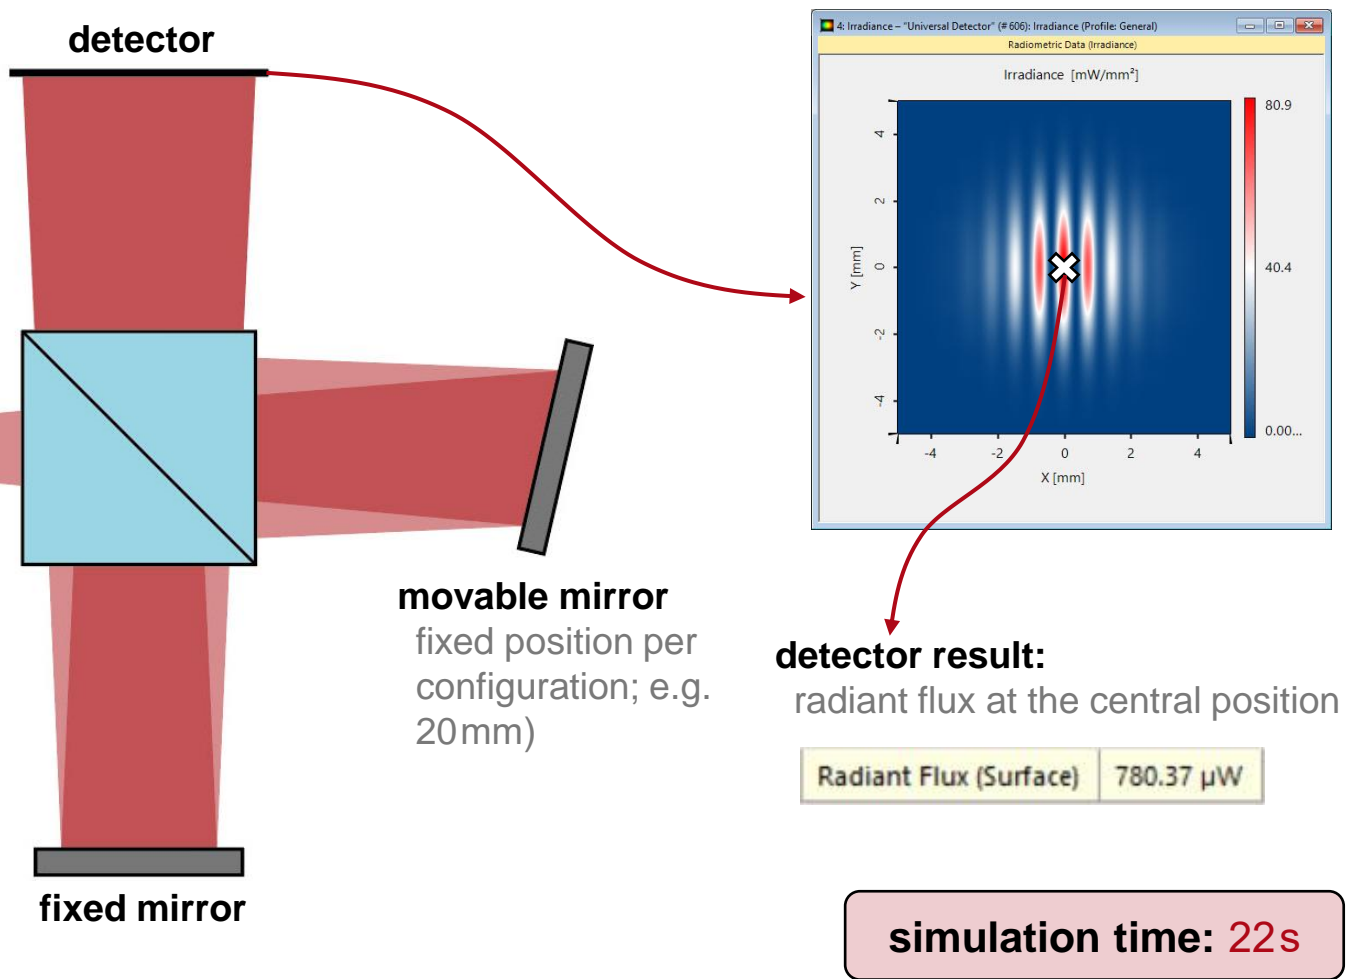 detector
4: Irradiance – "Universal Detector" (# 606): Irradiance (Profile: General)
Radiometric Data (Irradiance)
Irradiance [mW/mm²]
80.9
40.4
0.00...
4
2
0
-2
-4
Y [mm]
-4
-2
0
2
4
X [mm]
movable mirror
fixed position per
configuration; e.g.
20mm)
detector result:
radiant flux at the central position
Radiant Flux (Surface) 780.37 µW
fixed mirror
simulation time: 22s